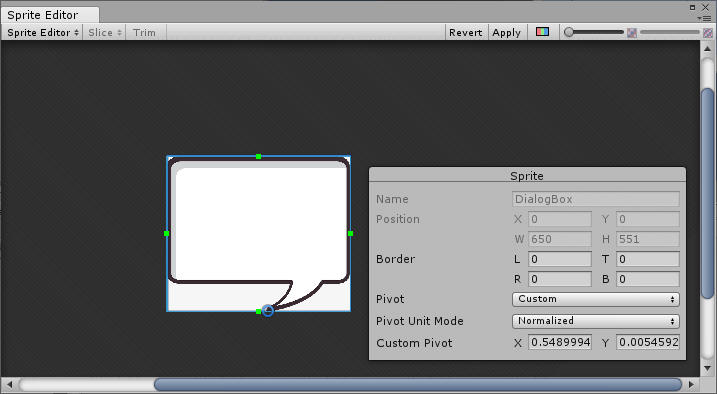 Sprite Editor
Sprite Editor Slice Trim Revert Apply
Sprite
Name DialogBox
Position X 0 Y 0
W 650 H 551
Border L 0 T 0
R 0 B 0
Pivot Custom
Pivot Unit Mode Normalized
Custom Pivot X 0.5489994 Y 0.0054592